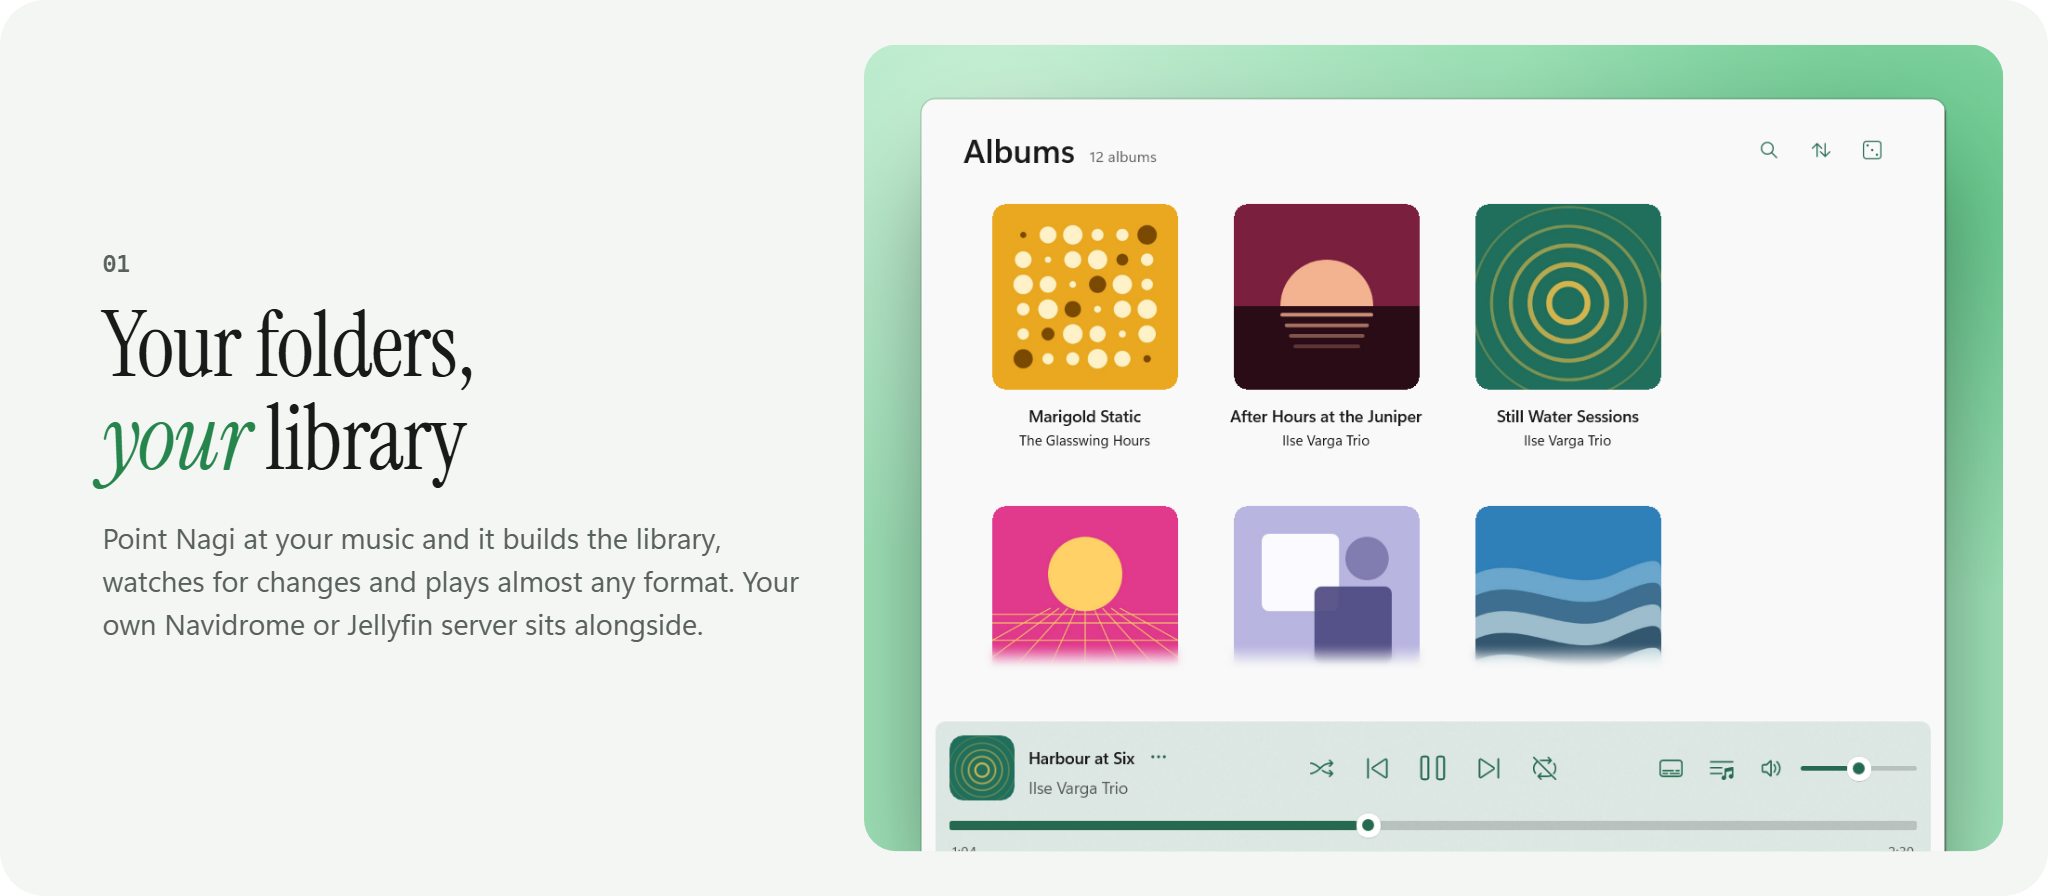 01
Your folders,
your library
Point Nagi at your music and it builds the library,
watches for changes and plays almost any format. Your
own Navidrome or Jellyfin server sits alongside.
Albums 12 albums
Marigold Static
The Glasswing Hours
After Hours at the Juniper
Ilse Varga Trio
Still Water Sessions
Ilse Varga Trio
Harbour at Six
Ilse Varga Trio